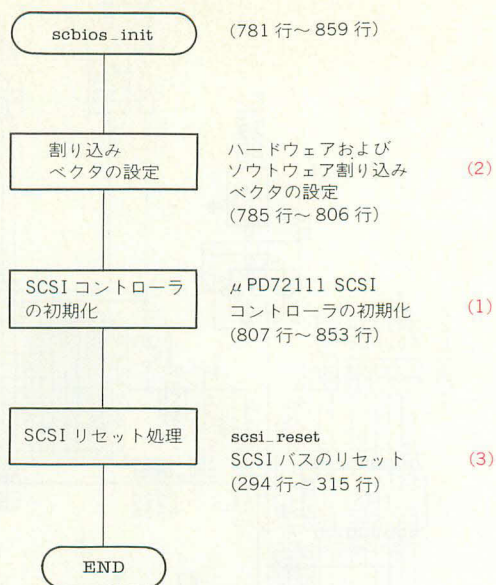 scbios_init
(781 行～859 行)
割り込み
ベクタの設定
ハードウェアおよび
ソウトウェア割り込み
ベクタの設定
(785 行～806 行)
(2)
SCSI コントローラ
の初期化
μPD72111 SCSI
コントローラの初期化
(807 行～853 行)
(1)
SCSI リセット処理
scsi_reset
SCSI バスのリセット
(294 行～315 行)
(3)
END